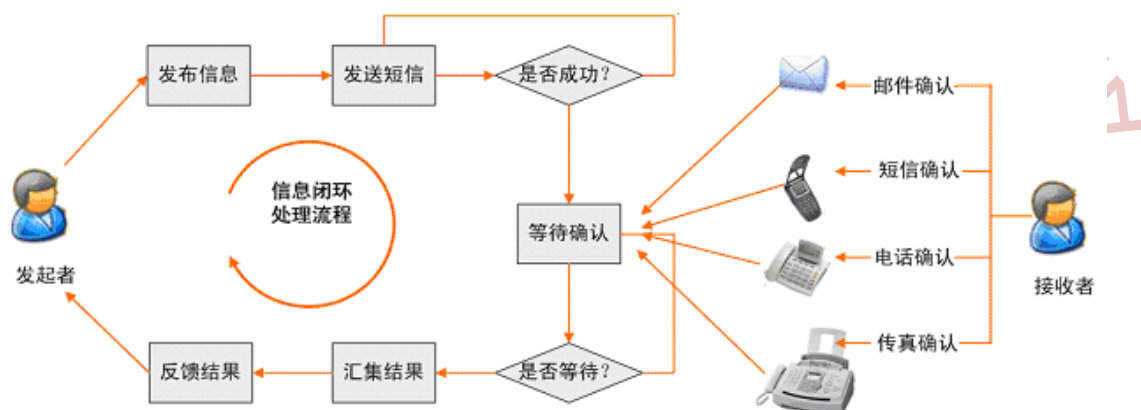 发布信息
发送短信
是否成功？
邮件确认
1
信息闭环
处理流程
短信确认
等待确认
发起者
电话确认
接收者
反馈结果
汇集结果
是否等待？
传真确认